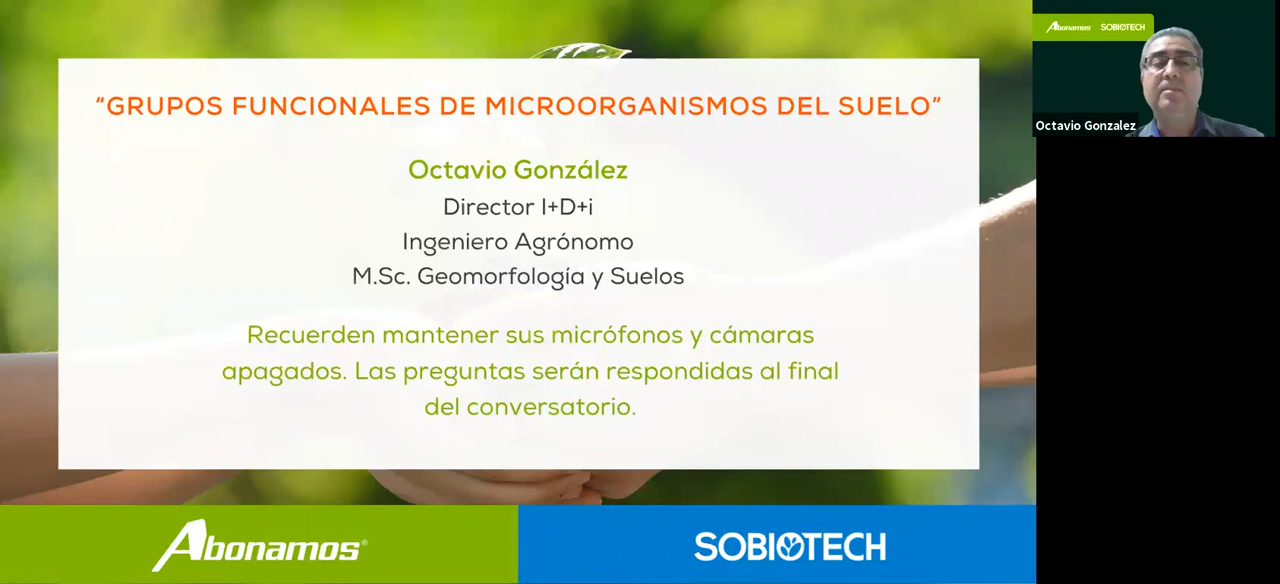 “GRUPOS FUNCIONALES DE MICROORGANISMOS DEL SUELO”
Octavio González
Director I+D+i
Ingeniero Agrónomo
M.Sc. Geomorfología y Suelos
Recuerden mantener sus micrófonos y cámaras
apagados. Las preguntas serán respondidas al final
del conversatorio.
Abonamos®
SOBIOTECH
Abonamos SOBIOTECH
Octavio Gonzalez